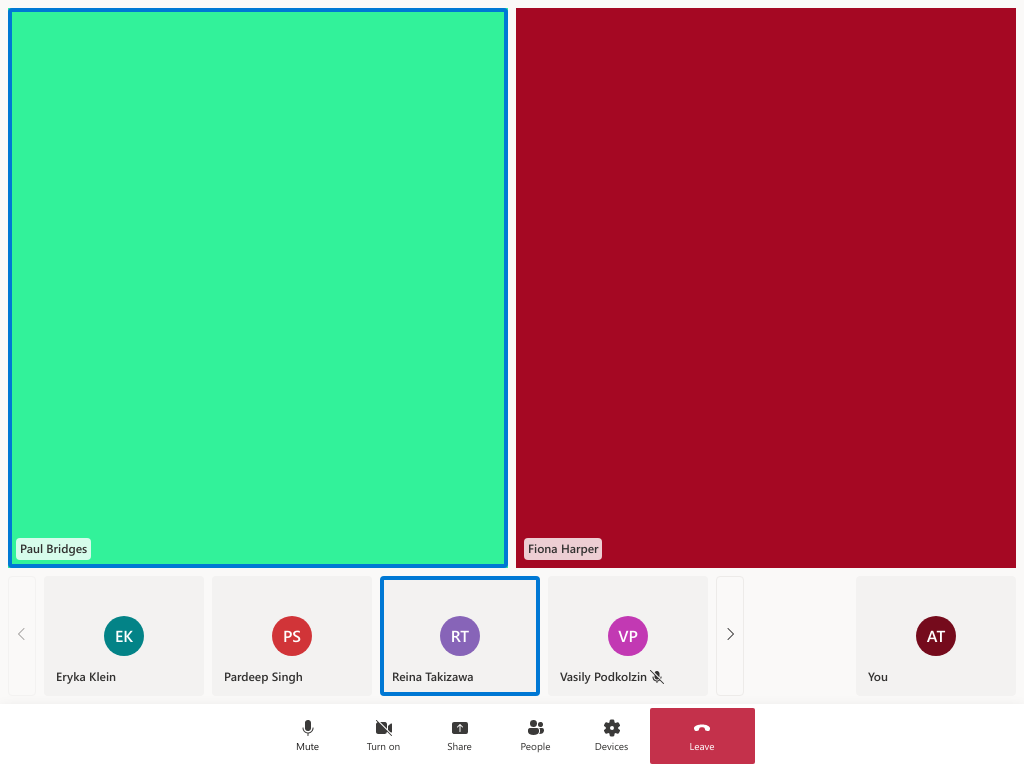 Paul Bridges
Fiona Harper
EK
Eryka Klein
PS
Pardeep Singh
RT
Reina Takizawa
VP
Vasily Podkolzin
AT
You
Mute
Turn on
Share
People
Devices
Leave